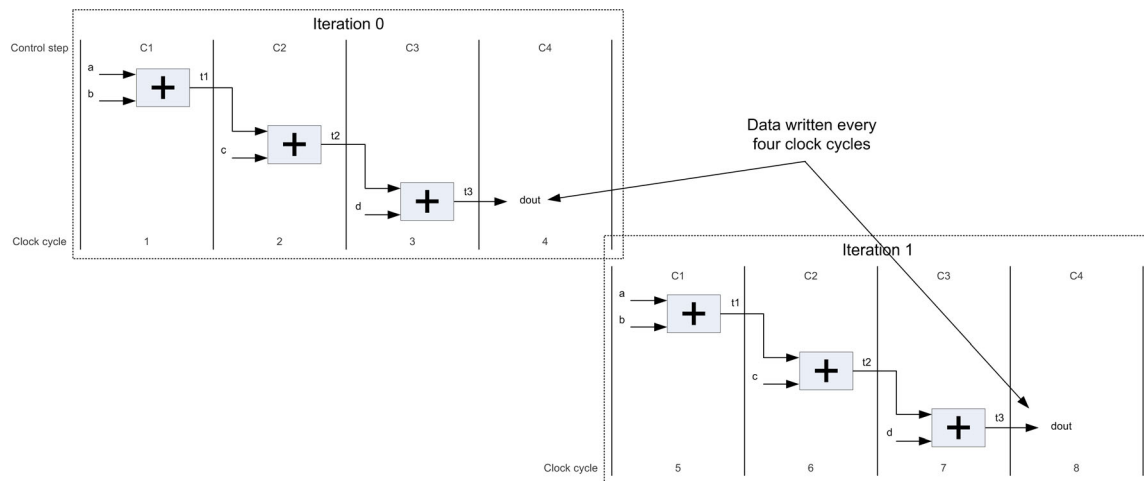 Iteration 0
Control step C1 C2 C3 C4
a
t1
b
t2
c
t3
d
dout
Clock cycle 1 2 3 4
Data written every
four clock cycles
Iteration 1
C1 C2 C3 C4
a
t1
b
t2
c
t3
d
dout
Clock cycle 5 6 7 8